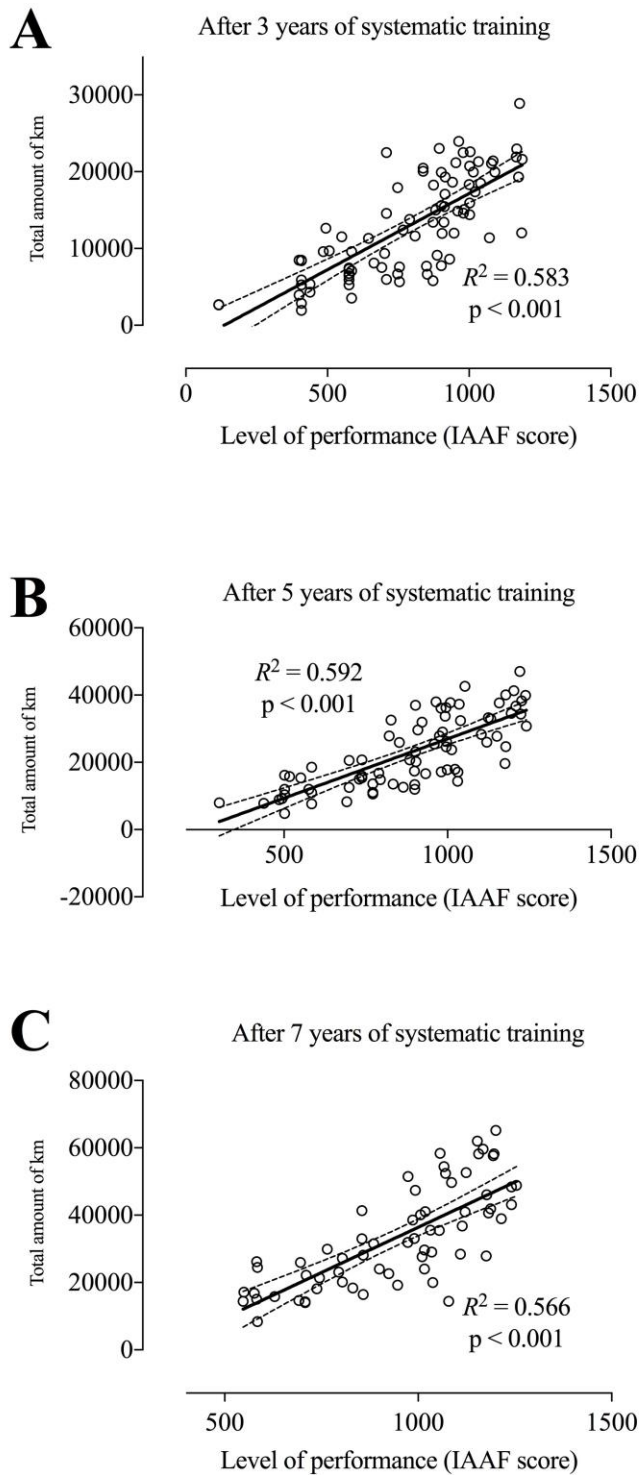 A
After 3 years of systematic training
Total amount of km
30000
20000
10000
0
R² = 0.583
p < 0.001
0 500 1000 1500
Level of performance (IAAF score)
B
After 5 years of systematic training
Total amount of km
60000
40000
20000
0
-20000
R² = 0.592
p < 0.001
500 1000 1500
Level of performance (IAAF score)
C
After 7 years of systematic training
Total amount of km
80000
60000
40000
20000
0
R² = 0.566
p < 0.001
500 1000 1500
Level of performance (IAAF score)